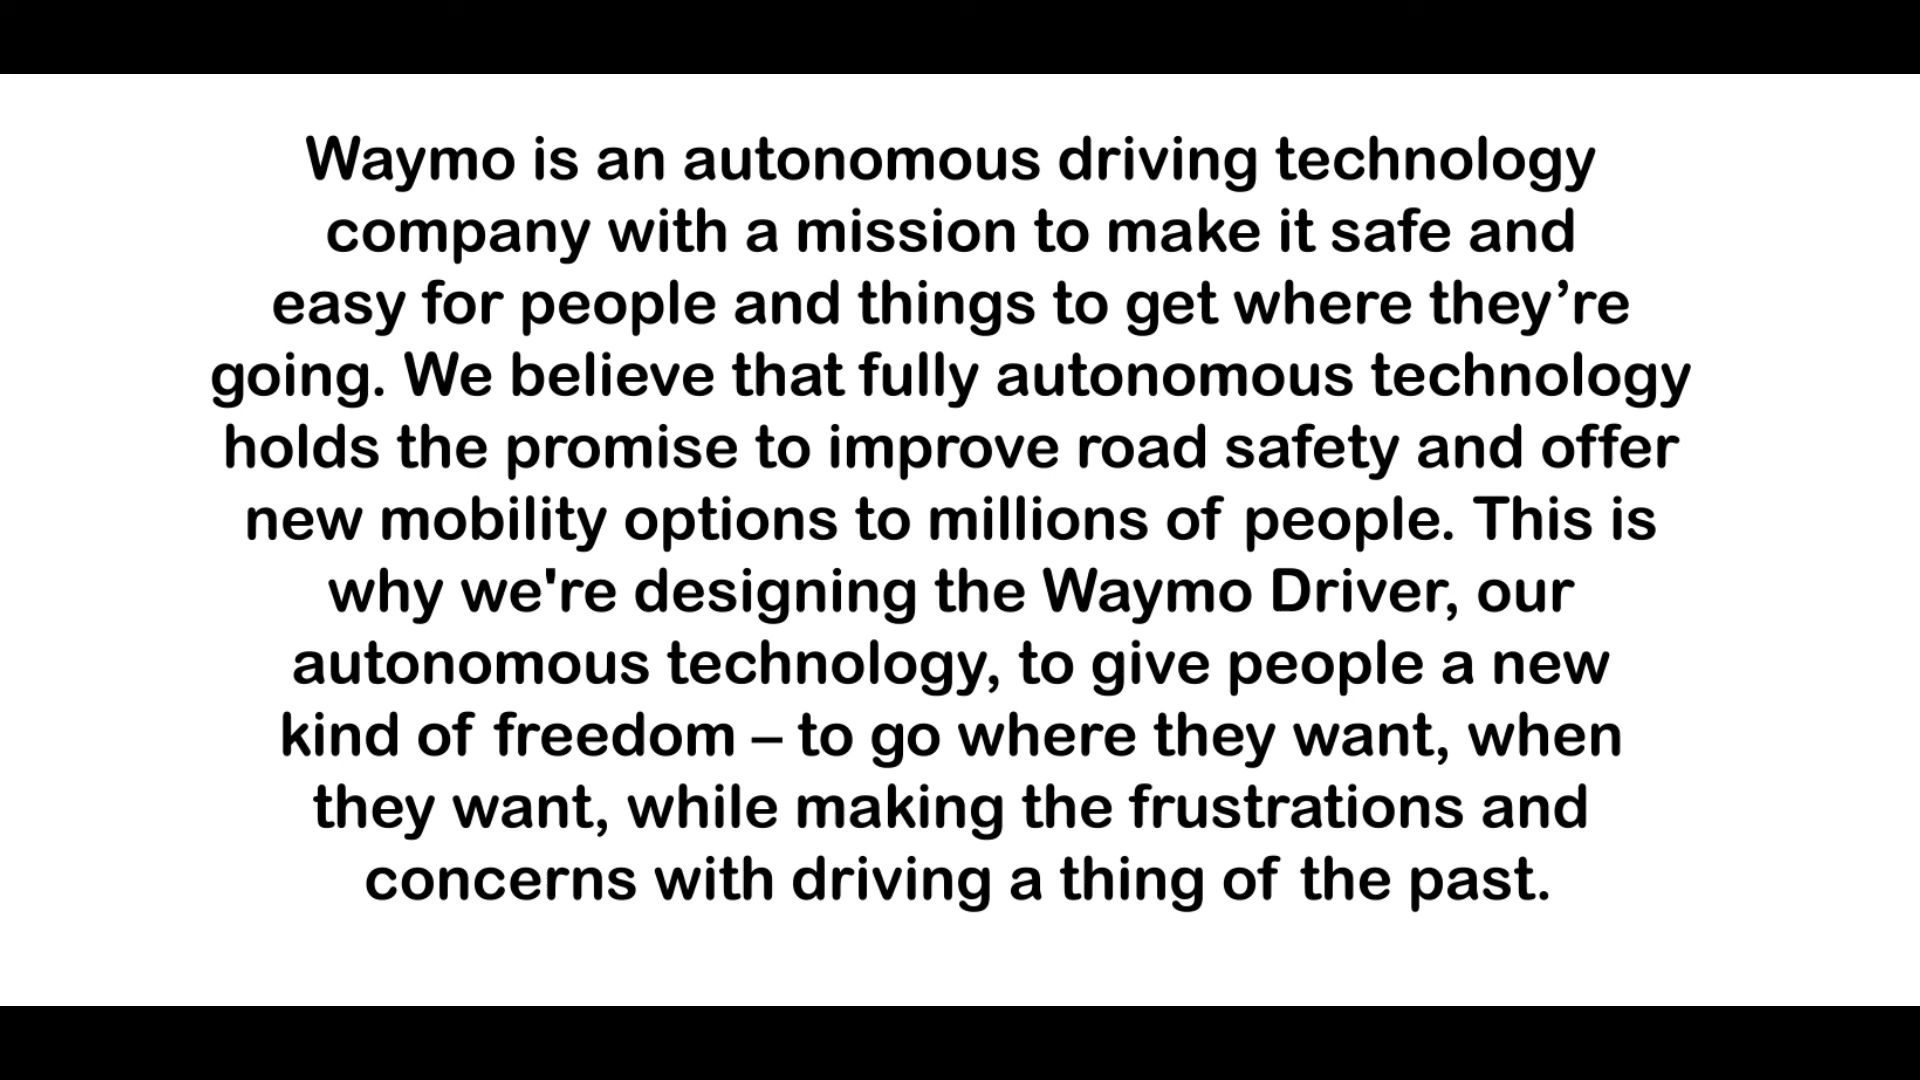 Waymo is an autonomous driving technology
company with a mission to make it safe and
easy for people and things to get where they’re
going. We believe that fully autonomous technology
holds the promise to improve road safety and offer
new mobility options to millions of people. This is
why we're designing the Waymo Driver, our
autonomous technology, to give people a new
kind of freedom – to go where they want, when
they want, while making the frustrations and
concerns with driving a thing of the past.